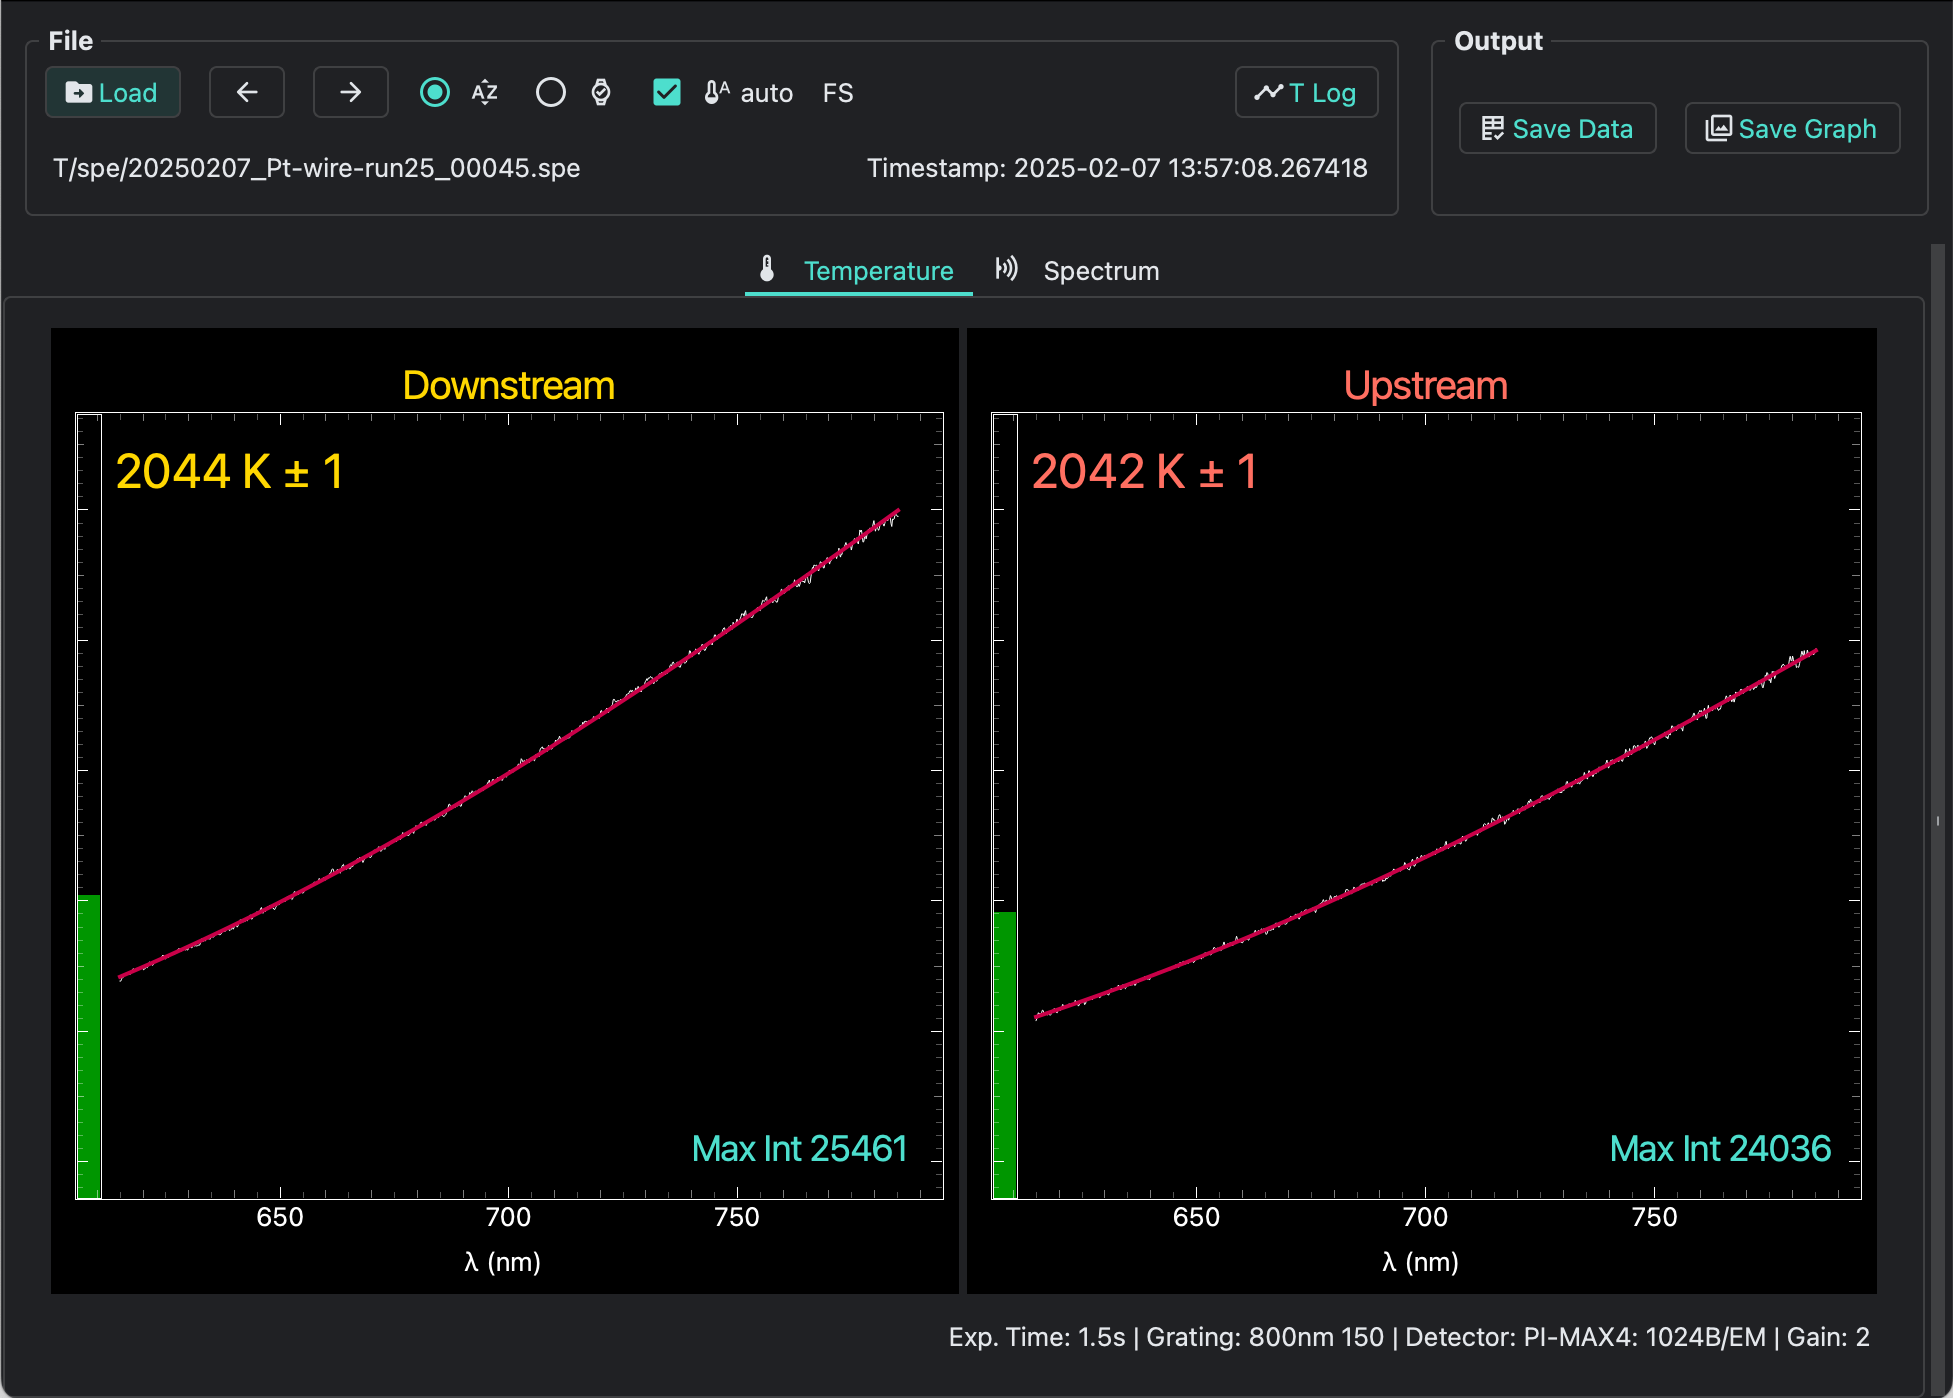 File
Load
AZ
A auto
FS
T Log
T/spe/20250207_Pt-wire-run25_00045.spe
Timestamp: 2025-02-07 13:57:08.267418
Output
Save Data
Save Graph
Temperature
Spectrum
Downstream
2044 K ± 1
Max Int 25461
650 700 750
λ (nm)
Upstream
2042 K ± 1
Max Int 24036
650 700 750
λ (nm)
Exp. Time: 1.5s | Grating: 800nm 150 | Detector: PI-MAX4: 1024B/EM | Gain: 2